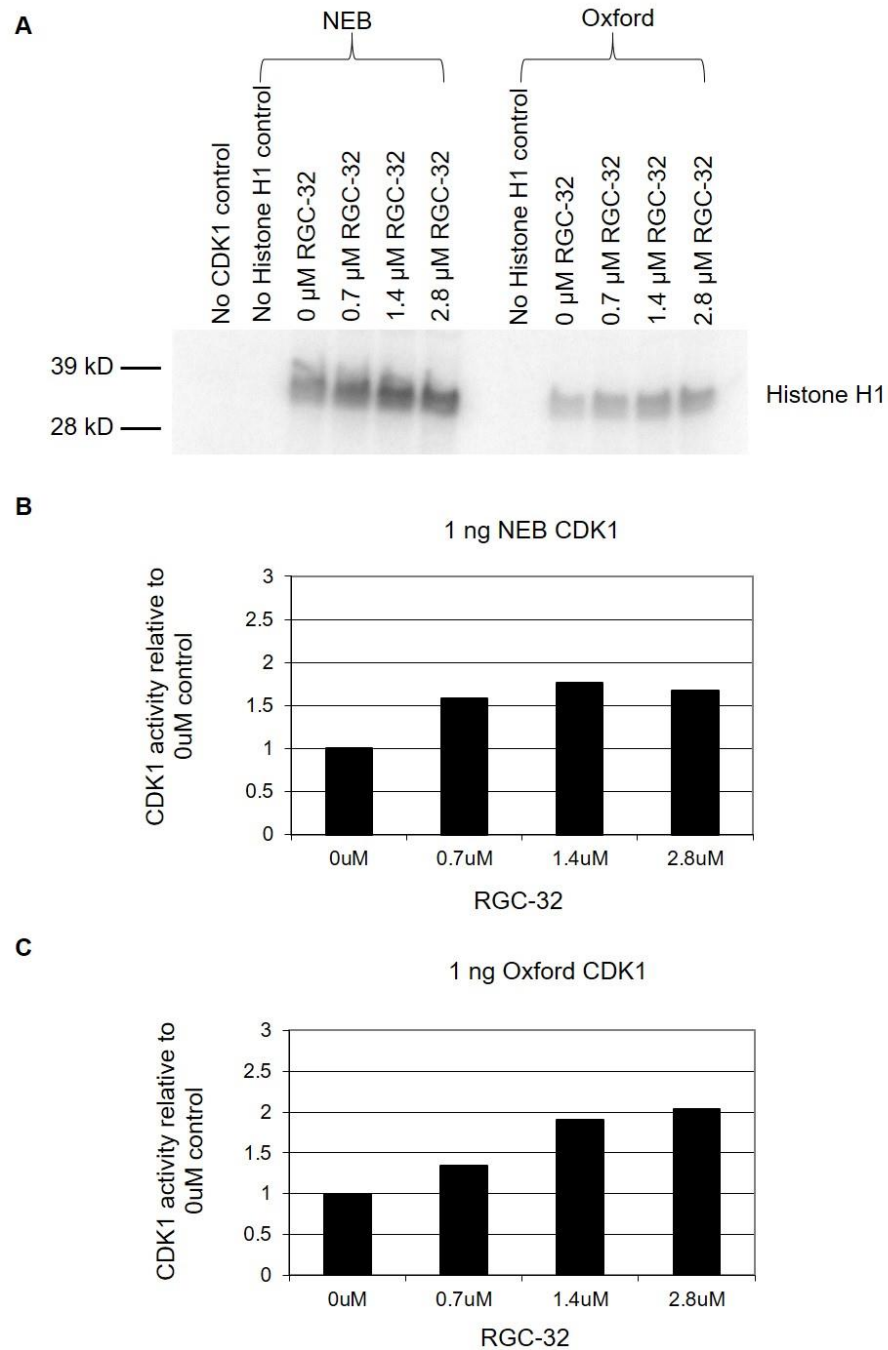 A
NEB
Oxford
No CDK1 control
No Histone H1 control
0 µM RGC-32
0.7 µM RGC-32
1.4 µM RGC-32
2.8 µM RGC-32
No Histone H1 control
0 µM RGC-32
0.7 µM RGC-32
1.4 µM RGC-32
2.8 µM RGC-32
39 kD
28 kD
Histone H1
B
1 ng NEB CDK1
CDK1 activity relative to
0uM control
3
2.5
2
1.5
1
0.5
0
0uM
0.7uM
1.4uM
2.8uM
RGC-32
C
1 ng Oxford CDK1
CDK1 activity relative to
0uM control
3
2.5
2
1.5
1
0.5
0
0uM
0.7uM
1.4uM
2.8uM
RGC-32